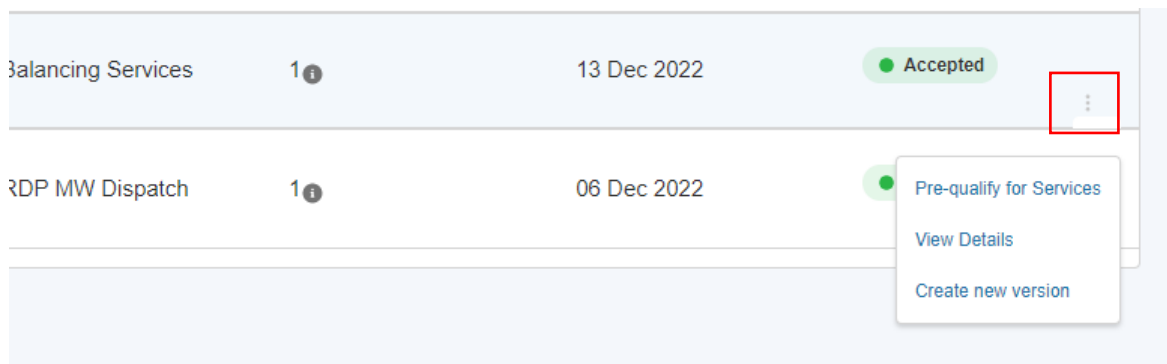 Balancing Services 1 13 Dec 2022 Accepted
RDP MW Dispatch 1 06 Dec 2022
Pre-qualify for Services
View Details
Create new version